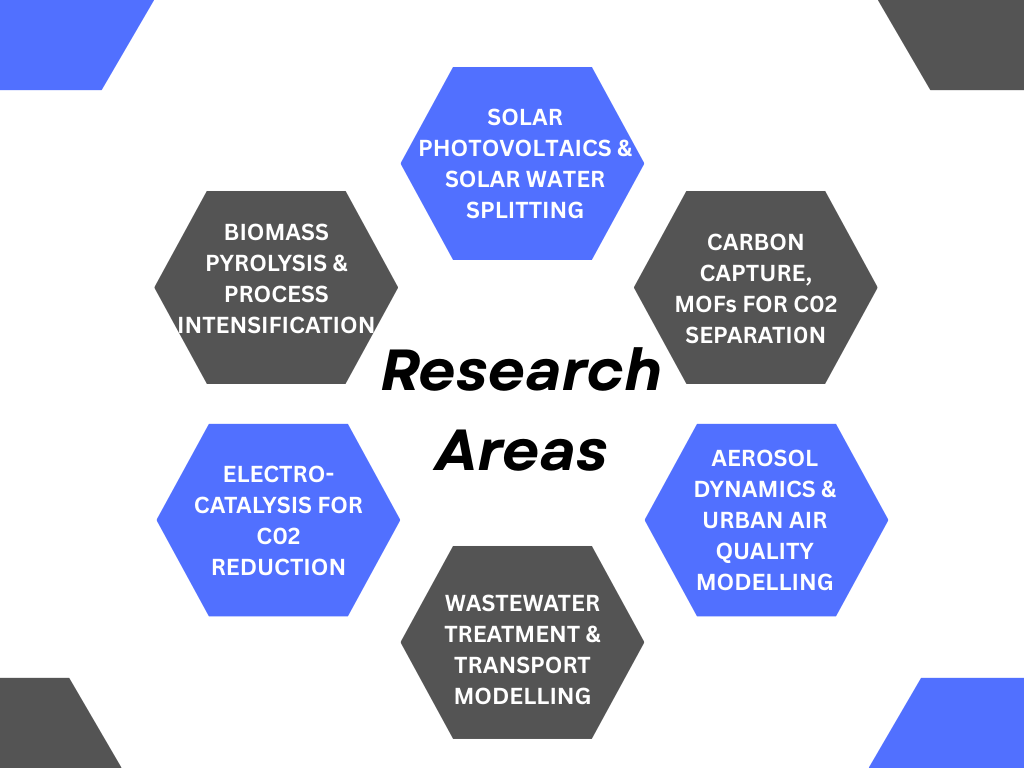 SOLAR
PHOTOVOLTAICS &
SOLAR WATER
SPLITTING
BIOMASS
PYROLYSIS &
PROCESS
INTENSIFICATION
CARBON
CAPTURE,
MOFs FOR C02
SEPARATION
Research
Areas
ELECTRO-
CATALYSIS FOR
C02
REDUCTION
AEROSOL
DYNAMICS &
URBAN AIR
QUALITY
MODELLING
WASTEWATER
TREATMENT &
TRANSPORT
MODELLING